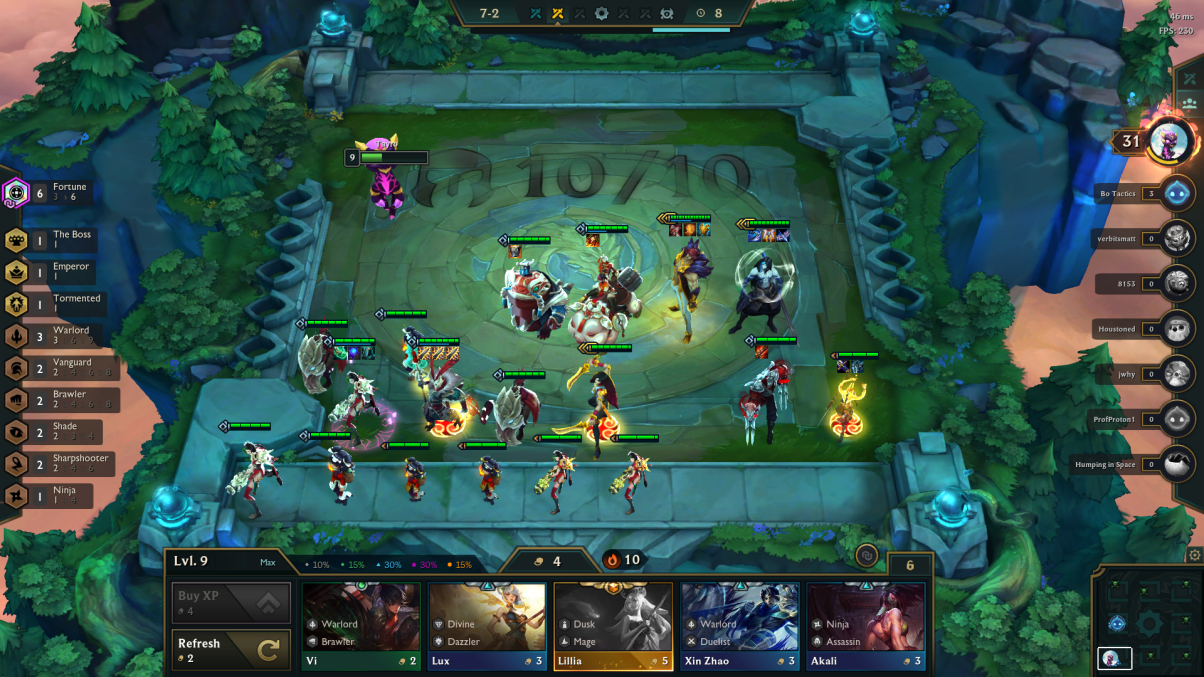 7-2
8
46 ms
FPS: 230
31
9
10/10
6 Fortune
3 › 6
1 The Boss
1
1 Emperor
1
1 Tormented
1
3 Warlord
3 6 9
2 Vanguard
2 4 6 8
2 Brawler
2 4 6 8
2 Shade
2 3 4
2 Sharpshooter
2 4 6
1 Ninja
1 4
Bo Tactics 3
verbitsmatt 0
8153 0
Houstoned 0
jwhy 0
ProfProton1 0
Humping in Space 0
Lvl. 9 Max
10% 15% 30% 30% 15%
4
10
6
Buy XP
4
Refresh
2
Warlord
Brawler
Vi 2
Divine
Dazzler
Lux 3
Dusk
Mage
Lillia 5
Warlord
Duelist
Xin Zhao 3
Ninja
Assassin
Akali 3